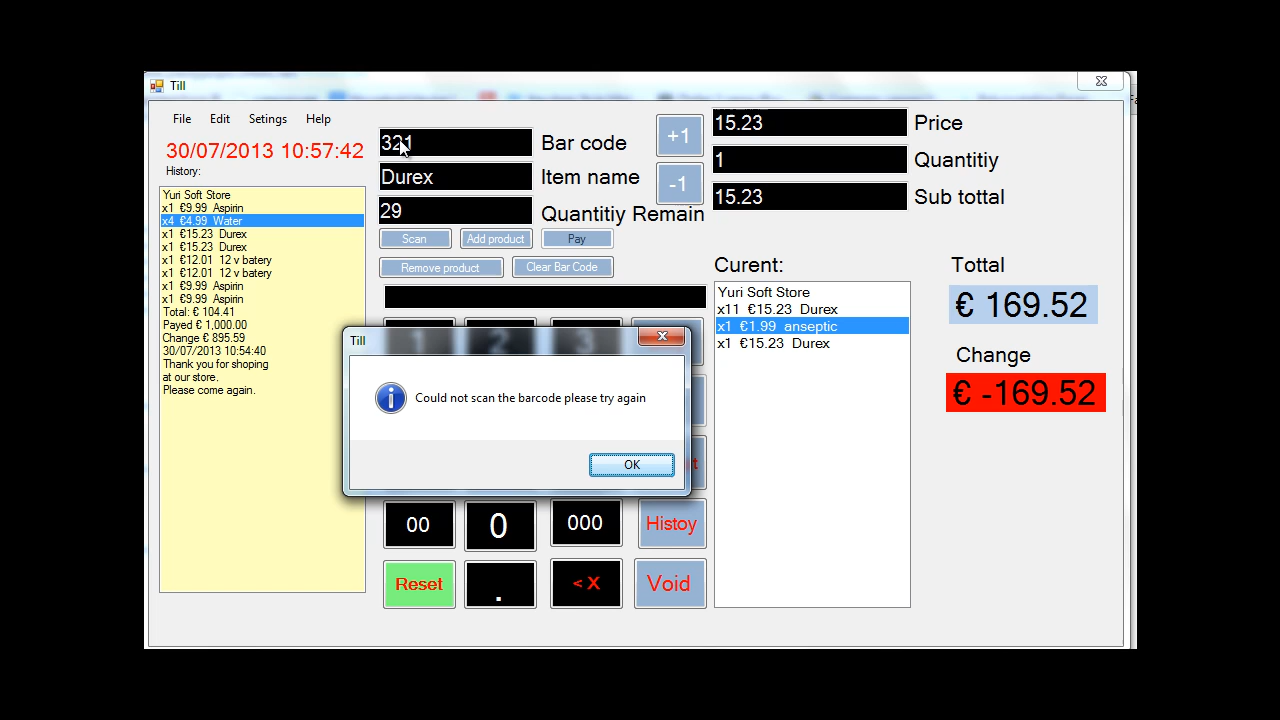 Till
File Edit Setings Help
30/07/2013 10:57:42
History:
Yuri Soft Store
x1 €9.99 Aspirin
x4 €4.99 Water
x1 €15.23 Durex
x1 €15.23 Durex
x1 €12.01 12 v batery
x1 €12.01 12 v batery
x1 €9.99 Aspirin
x1 €9.99 Aspirin
Total: € 104.41
Payed € 1,000.00
Change € 895.59
30/07/2013 10:54:40
Thank you for shoping
at our store.
Please come again.
321 Bar code
Durex Item name
29 Quantitiy Remain
+1
-1
Scan Add product Pay
Remove product Clear Bar Code
15.23 Price
1 Quantitiy
15.23 Sub tottal
Curent:
Yuri Soft Store
x11 €15.23 Durex
x1 €1.99 anseptic
x1 €15.23 Durex
Tottal
€ 169.52
Change
€ -169.52
Till
1 2 3
Could not scan the barcode please try again
OK
00 0 000 Histoy
Reset . < X Void